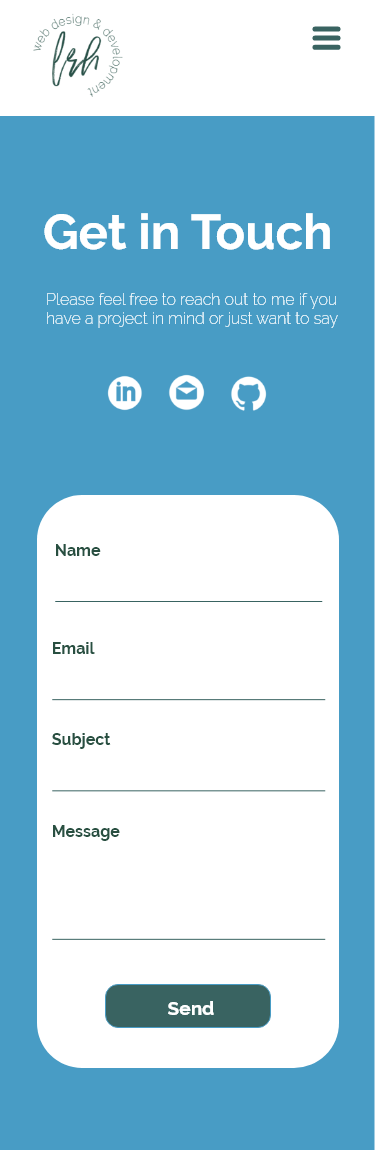 web design & development
lrh
Get in Touch
Please feel free to reach out to me if you
have a project in mind or just want to say
in
Name
Email
Subject
Message
Send